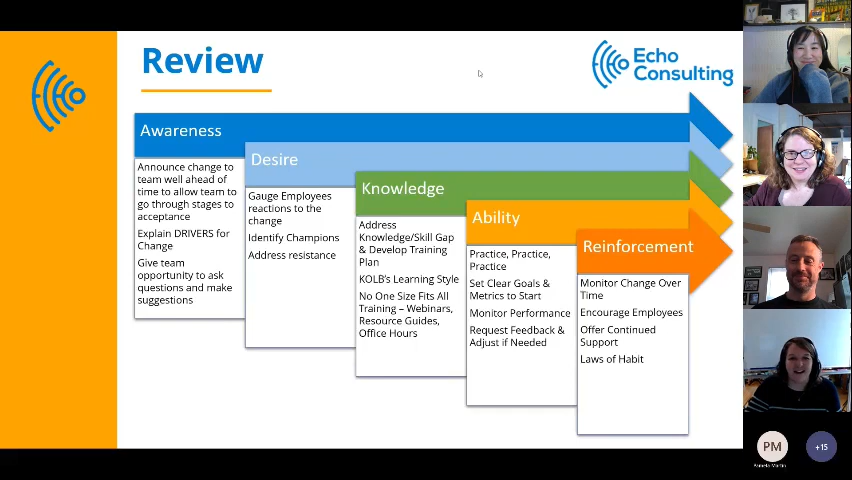 Review
Echo
Consulting
Awareness
Announce change to
team well ahead of
time to allow team to
go through stages to
acceptance
Explain DRIVERS for
Change
Give team
opportunity to ask
questions and make
suggestions
Desire
Gauge Employees
reactions to the
change
Identify Champions
Address resistance
Knowledge
Address
Knowledge/Skill Gap
& Develop Training
Plan
KOLB's Learning Style
No One Size Fits All
Training – Webinars,
Resource Guides,
Office Hours
Ability
Practice, Practice,
Practice
Set Clear Goals &
Metrics to Start
Monitor Performance
Request Feedback &
Adjust if Needed
Reinforcement
Monitor Change Over
Time
Encourage Employees
Offer Continued
Support
Laws of Habit
PM
Pamela Martin
+15